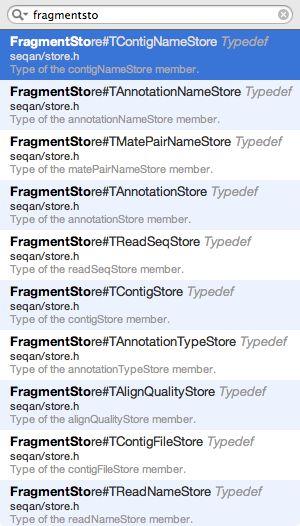 fragmentsto
FragmentStore#TContigNameStore Typedef
seqan/store.h
Type of the contigNameStore member.
FragmentStore#TAnnotationNameStore Typedef
seqan/store.h
Type of the annotationNameStore member.
FragmentStore#TMatePairNameStore Typedef
seqan/store.h
Type of the matePairNameStore member.
FragmentStore#TAnnotationStore Typedef
seqan/store.h
Type of the annotationStore member.
FragmentStore#TReadSeqStore Typedef
seqan/store.h
Type of the readSeqStore member.
FragmentStore#TContigStore Typedef
seqan/store.h
Type of the contigStore member.
FragmentStore#TAnnotationTypeStore Typedef
seqan/store.h
Type of the annotationTypeStore member.
FragmentStore#TAlignQualityStore Typedef
seqan/store.h
Type of the alignQualityStore member.
FragmentStore#TContigFileStore Typedef
seqan/store.h
Type of the contigFileStore member.
FragmentStore#TReadNameStore Typedef
seqan/store.h
Type of the readNameStore member.